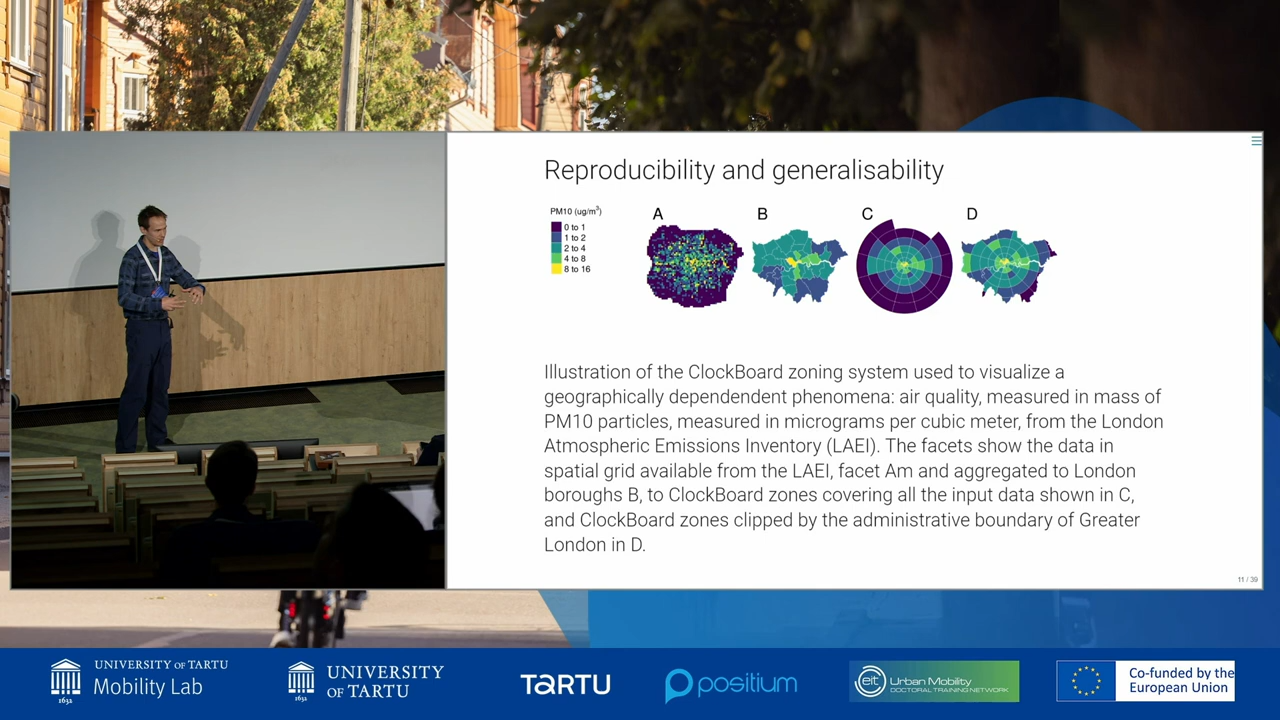 Reproducibility and generalisability
PM10 (ug/m³)
0 to 1
1 to 2
2 to 4
4 to 8
8 to 16
A
B
C
D
Illustration of the ClockBoard zoning system used to visualize a
geographically dependendent phenomena: air quality, measured in mass of
PM10 particles, measured in micrograms per cubic meter, from the London
Atmospheric Emissions Inventory (LAEI). The facets show the data in
spatial grid available from the LAEI, facet Am and aggregated to London
boroughs B, to ClockBoard zones covering all the input data shown in C,
and ClockBoard zones clipped by the administrative boundary of Greater
London in D.
11 / 39
UNIVERSITY OF TARTU
Mobility Lab
1632
UNIVERSITY
OF TARTU
1632
TARTU
positium
eit Urban Mobility
DOCTORAL TRAINING NETWORK
Co-funded by the
European Union